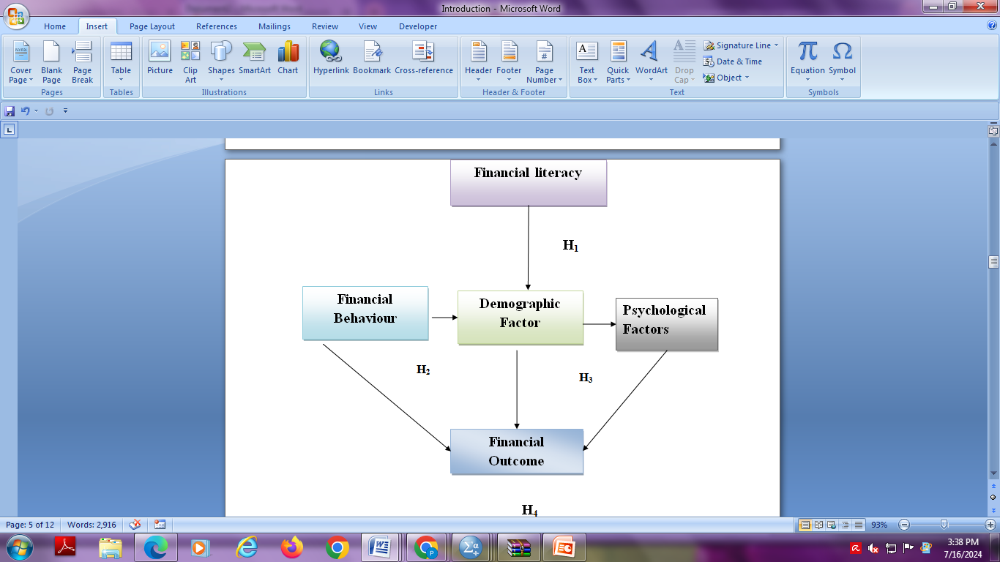 Introduction - Microsoft Word
Home Insert Page Layout References Mailings Review View Developer
Cover Page
Blank Page
Page Break
Table
Picture
Clip Art
Shapes
SmartArt
Chart
Hyperlink
Bookmark
Cross-reference
Header
Footer
Page Number
Text Box
Quick Parts
WordArt
Drop Cap
Signature Line
Date & Time
Object
Equation
Symbol
Pages Tables Illustrations Links Header & Footer Text Symbols
Financial literacy
H1
Financial
Behaviour
Demographic
Factor
Psychological
Factors
H2
H3
Financial
Outcome
H4
Page: 5 of 12 Words: 2,916 93%
3:38 PM
7/16/2024